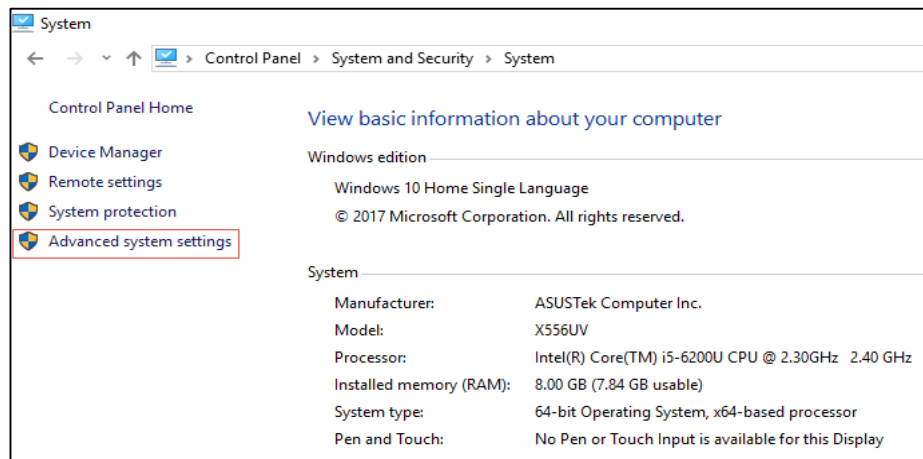 System
Control Panel > System and Security > System
Control Panel Home
Device Manager
Remote settings
System protection
Advanced system settings
View basic information about your computer
Windows edition
Windows 10 Home Single Language
© 2017 Microsoft Corporation. All rights reserved.
System
Manufacturer: ASUSTek Computer Inc.
Model: X556UV
Processor: Intel(R) Core(TM) i5-6200U CPU @ 2.30GHz 2.40 GHz
Installed memory (RAM): 8.00 GB (7.84 GB usable)
System type: 64-bit Operating System, x64-based processor
Pen and Touch: No Pen or Touch Input is available for this Display